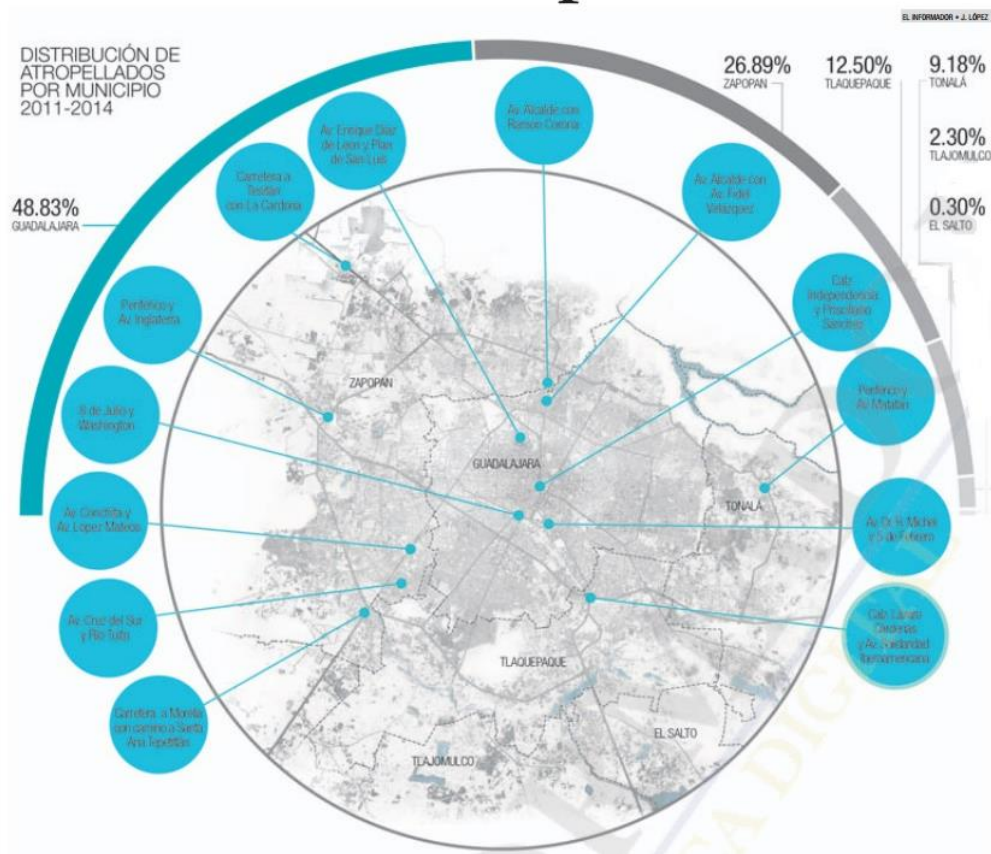 EL INFORMADOR • J. LÓPEZ
DISTRIBUCIÓN DE
ATROPELLADOS
POR MUNICIPIO
2011-2014
48.83%
GUADALAJARA
26.89%
ZAPOPAN
12.50%
TLAQUEPAQUE
9.18%
TONALÁ
2.30%
TLAJOMULCO
0.30%
EL SALTO
Av. Enrique Díaz
de León y Plan
de San Luis
Av. Alcalde con
Ramón Corona
Carretera a
Tesistán
con La Cardona
Av. Alcalde con
Av. Fidel
Velázquez
Periférico y
Av. Inglaterra
Calz.
Independencia
y Prisciliano
Sánchez
8 de Julio y
Washington
Periférico y
Av. Matatlán
Av. Conchita y
Av. López Mateos
Av. Dr. R. Michel
y 5 de Febrero
Av. Cruz del Sur
y Río Tuito
Calz. Lázaro
Cárdenas
y Av. Solidaridad
Iberoamericana
Carretera a Morelia
con camino a Santa
Ana Tepetitlán
ZAPOPAN
GUADALAJARA
TONALÁ
TLAQUEPAQUE
EL SALTO
TLAJOMULCO